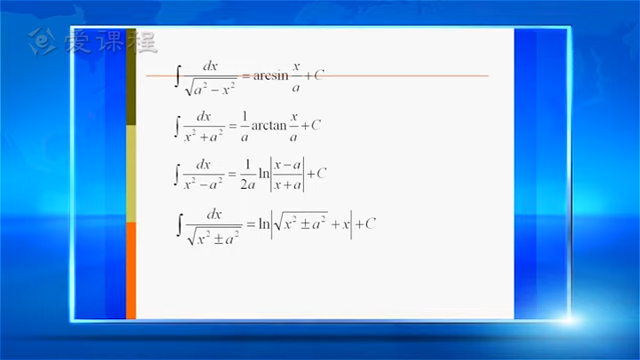 爱课程
∫ dx/√(a² − x²) = arcsin x/a + C
∫ dx/(x² + a²) = 1/a arctan x/a + C
∫ dx/(x² − a²) = 1/2a ln|(x − a)/(x + a)| + C
∫ dx/√(x² ± a²) = ln|√(x² ± a²) + x| + C